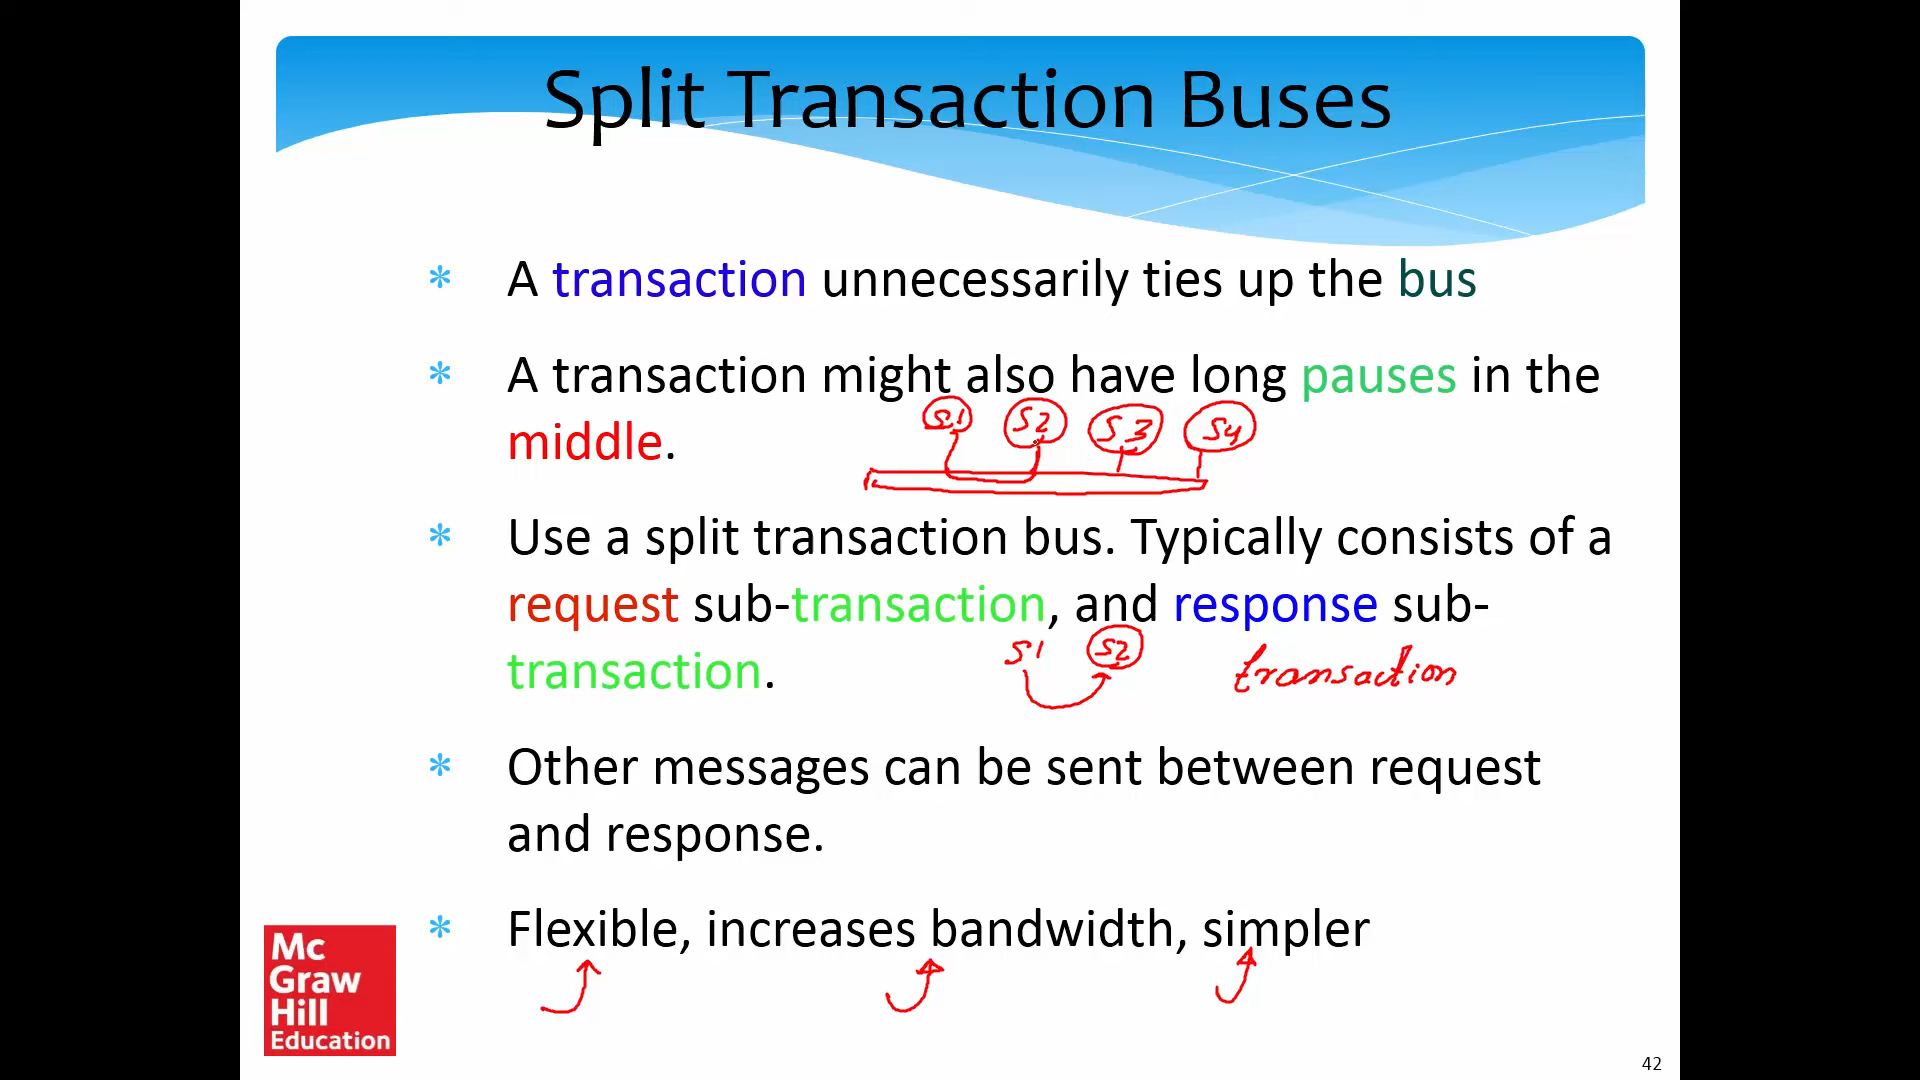 Split Transaction Buses
* A transaction unnecessarily ties up the bus
* A transaction might also have long pauses in the
middle.
S1 S2 S3 S4
* Use a split transaction bus. Typically consists of a
request sub-transaction, and response sub-
transaction.
S1 S2 transaction
* Other messages can be sent between request
and response.
* Flexible, increases bandwidth, simpler
Mc
Graw
Hill
Education
42